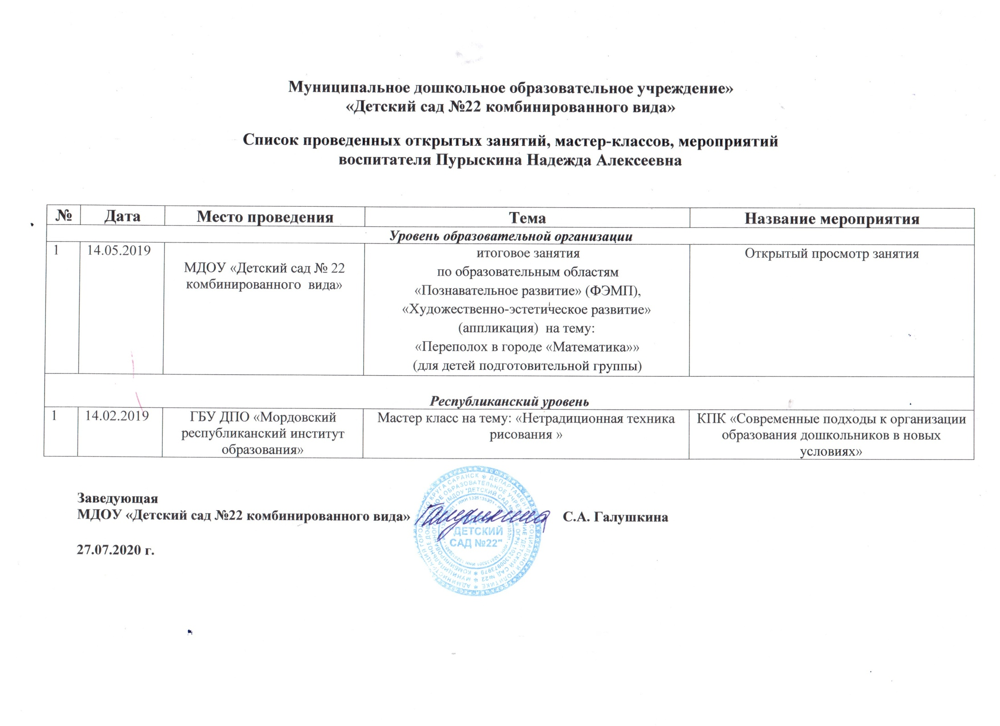 Муниципальное дошкольное образовательное учреждение»
«Детский сад №22 комбинированного вида»
Список проведенных открытых занятий, мастер-классов, мероприятий
воспитателя Пурыскина Надежда Алексеевна
№ Дата Место проведения Тема Название мероприятия
Уровень образовательной организации
1 14.05.2019
МДОУ «Детский сад № 22
комбинированного вида»
итоговое занятия
по образовательным областям
«Познавательное развитие» (ФЭМП),
«Художественно-эстетическое развитие»
(аппликация) на тему:
«Переполох в городе «Математика»»
(для детей подготовительной группы)
Открытый просмотр занятия
Республиканский уровень
1 14.02.2019
ГБУ ДПО «Мордовский
республиканский институт
образования»
Мастер класс на тему: «Нетрадиционная техника
рисования »
КПК «Современные подходы к организации
образования дошкольников в новых
условиях»
Заведующая
МДОУ «Детский сад №22 комбинированного вида» Галушкина С.А. Галушкина
"ДЕТСКИЙ
САД №22"
27.07.2020 г.